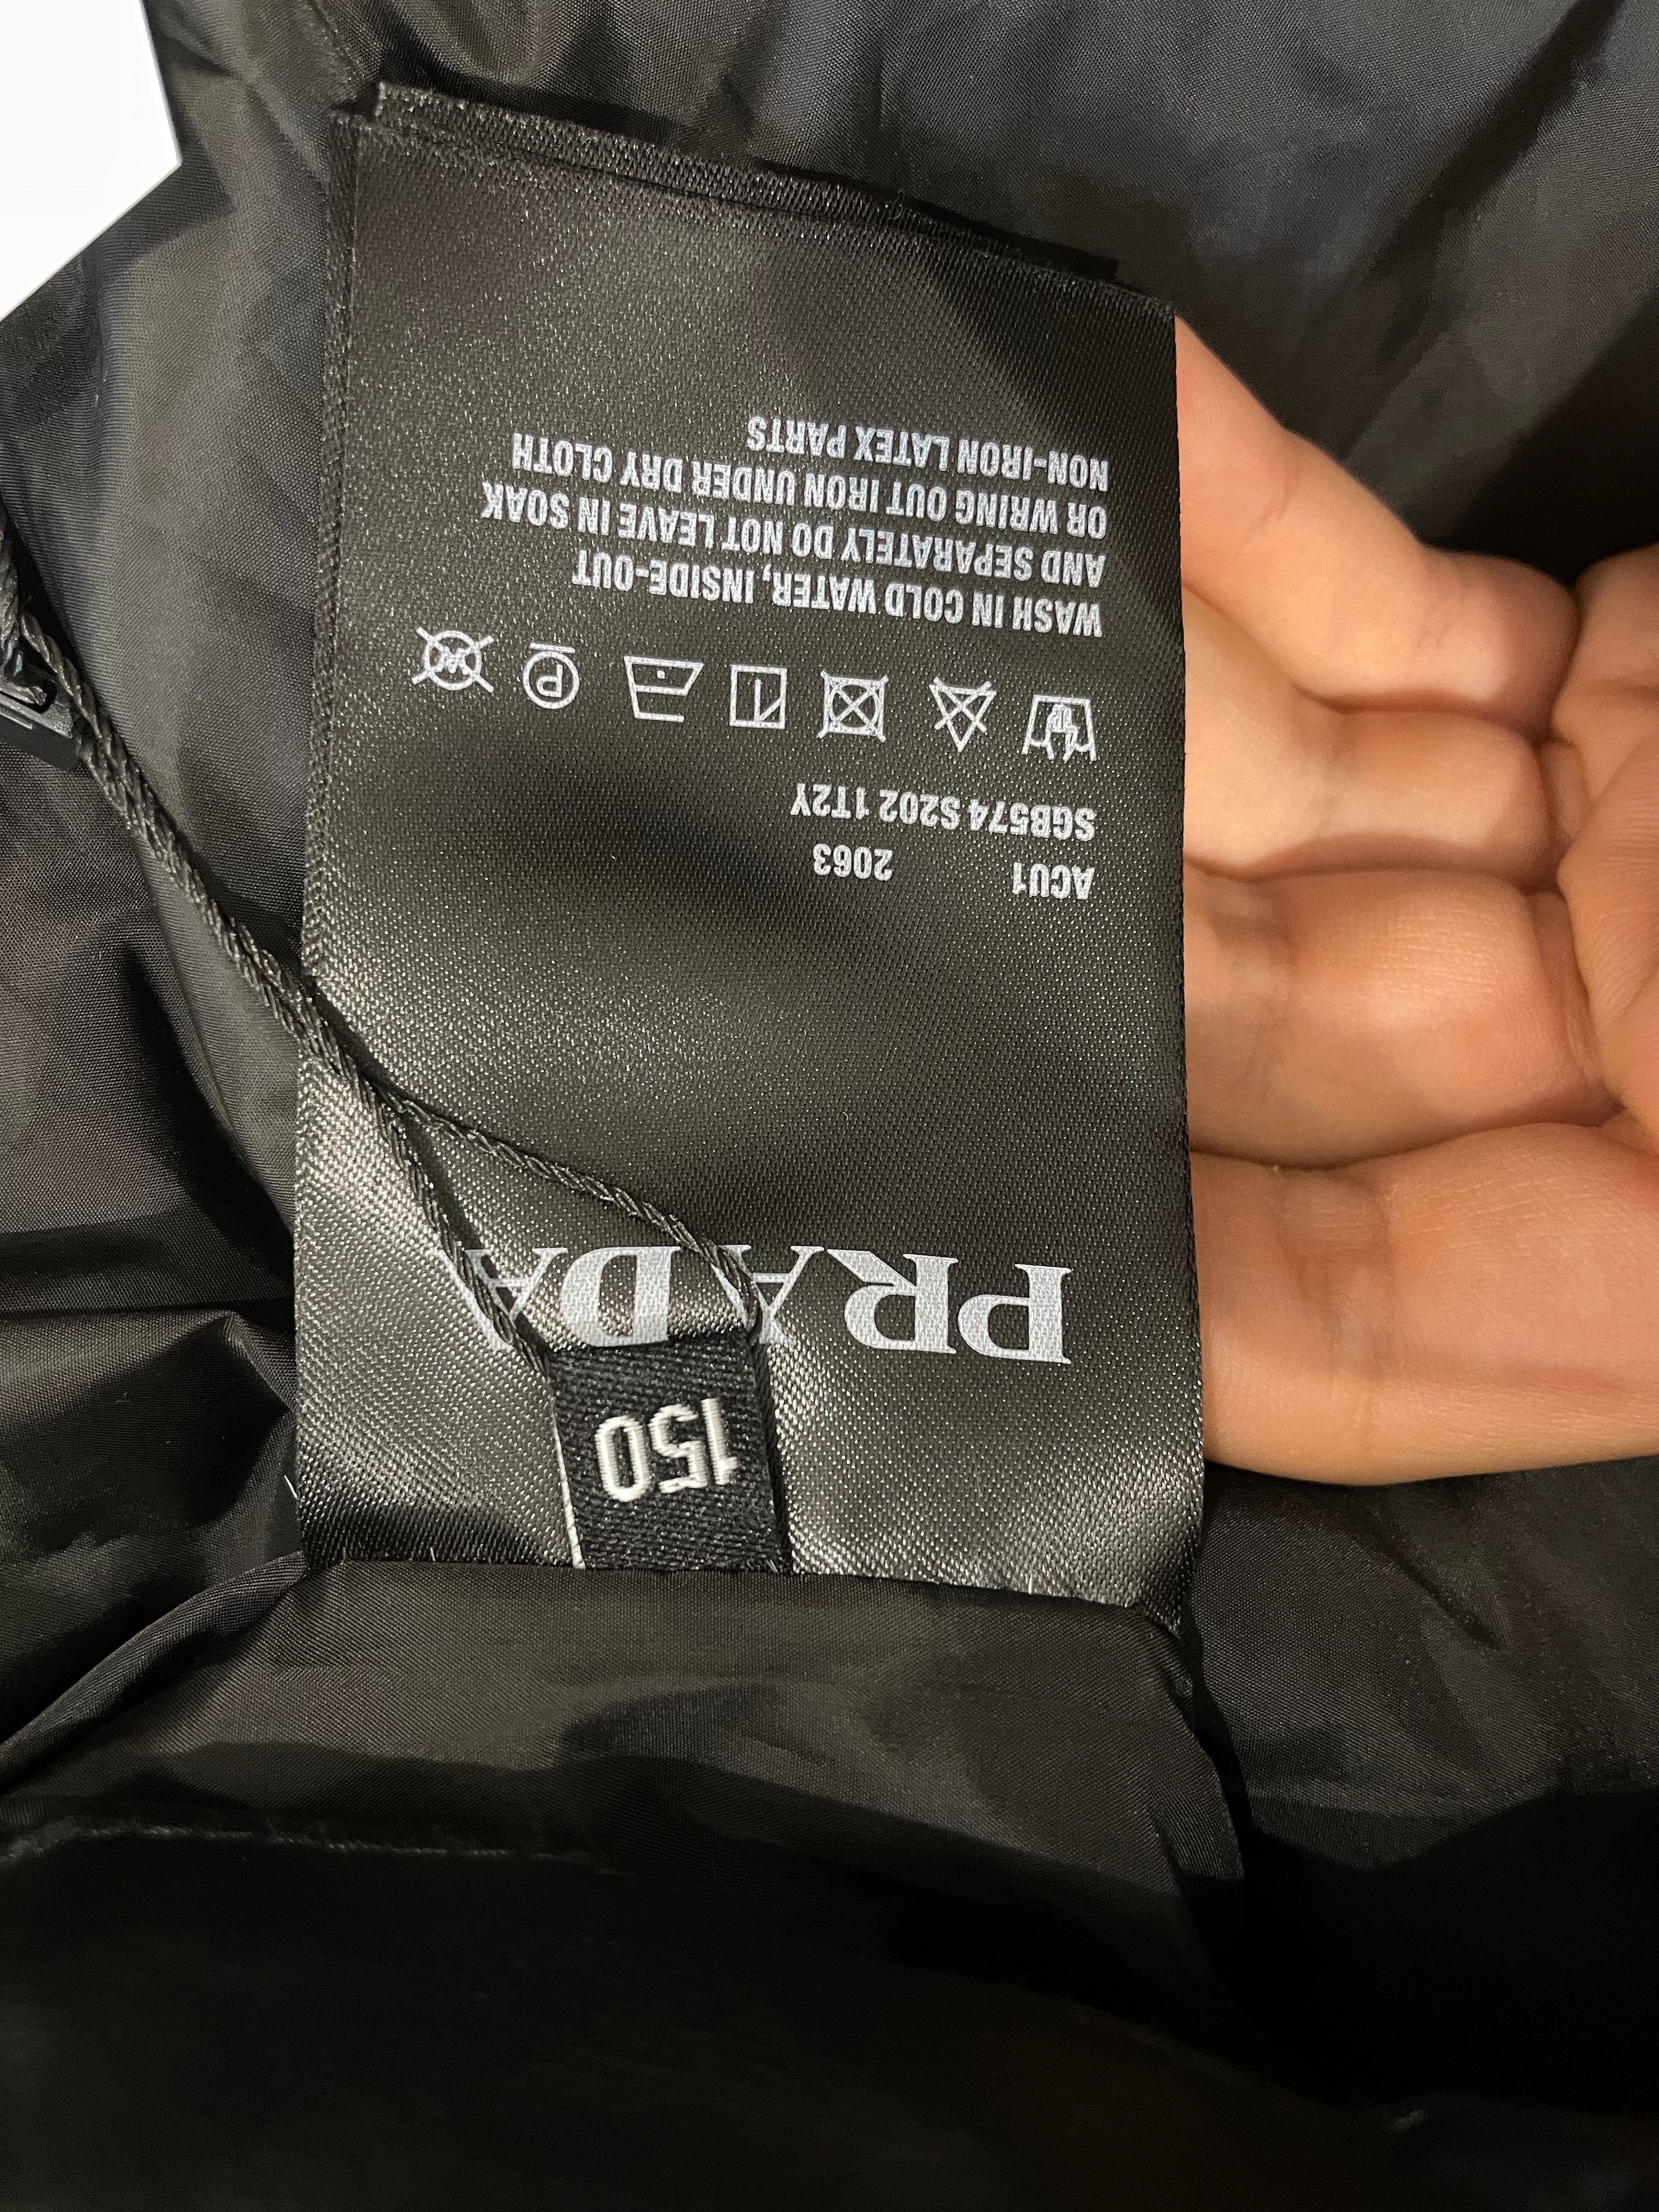 150
PRADA
ACU1 2063
SGB574 S202 1T2Y
P W
WASH IN COLD WATER, INSIDE-OUT
AND SEPARATELY DO NOT LEAVE IN SOAK
OR WRING OUT IRON UNDER DRY CLOTH
NON-IRON LATEX PARTS